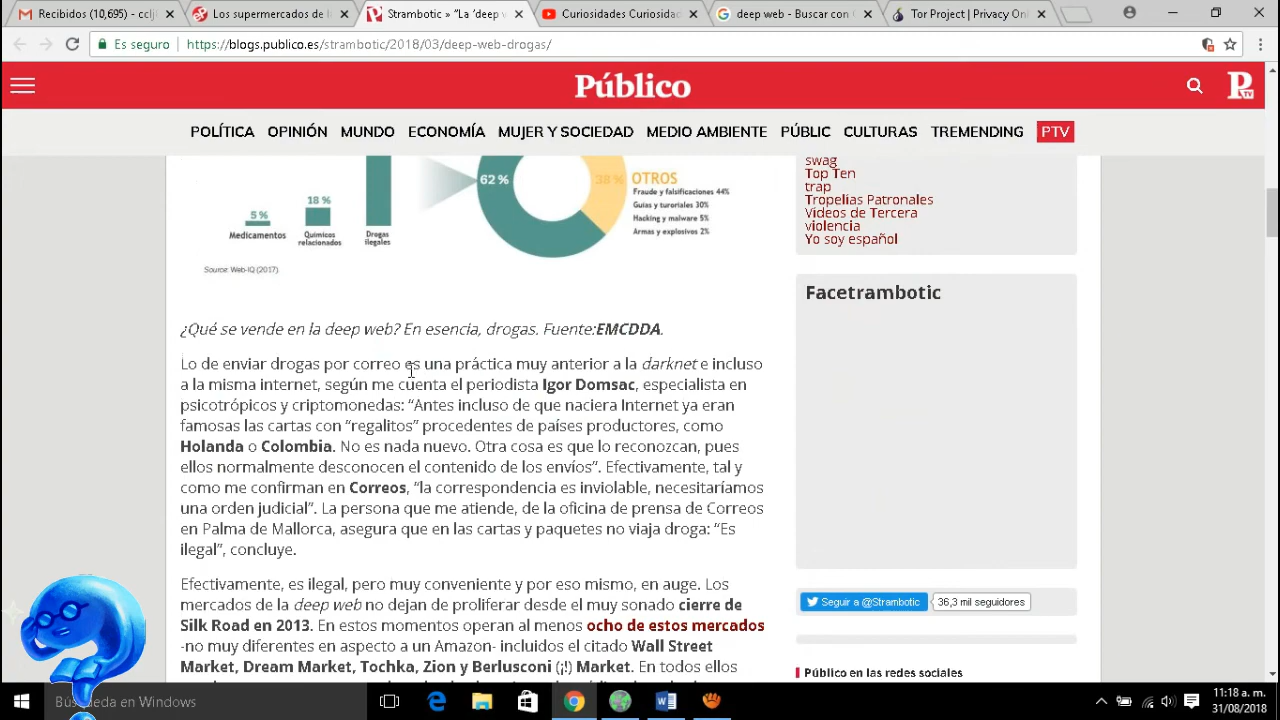 Recibidos (10,695) - ccji
Los supermercados de l
Strambotic » "La 'deep v
Curiosidades Curiosidad
deep web - Buscar con G
Tor Project | Privacy Onl
Es seguro
https://blogs.publico.es/strambotic/2018/03/deep-web-drogas/
Público
TV
POLÍTICA OPINIÓN MUNDO ECONOMÍA MUJER Y SOCIEDAD MEDIO AMBIENTE PÚBLIC CULTURAS TREMENDING PTV
5 %
Medicamentos
18 %
Químicos
relacionados
Drogas
ilegales
62 %
38 %
OTROS
Fraude y falsificaciones 44%
Guías y turoriales 30%
Hacking y malware 5%
Armas y explosivos 2%
Source: Web-IQ (2017).
¿Qué se vende en la deep web? En esencia, drogas. Fuente:EMCDDA.
Lo de enviar drogas por correo es una práctica muy anterior a la darknet e incluso
a la misma internet, según me cuenta el periodista Igor Domsac, especialista en
psicotrópicos y criptomonedas: “Antes incluso de que naciera Internet ya eran
famosas las cartas con “regalitos” procedentes de países productores, como
Holanda o Colombia. No es nada nuevo. Otra cosa es que lo reconozcan, pues
ellos normalmente desconocen el contenido de los envíos”. Efectivamente, tal y
como me confirman en Correos, “la correspondencia es inviolable, necesitaríamos
una orden judicial”. La persona que me atiende, de la oficina de prensa de Correos
en Palma de Mallorca, asegura que en las cartas y paquetes no viaja droga: “Es
ilegal”, concluye.
Efectivamente, es ilegal, pero muy conveniente y por eso mismo, en auge. Los
mercados de la deep web no dejan de proliferar desde el muy sonado cierre de
Silk Road en 2013. En estos momentos operan al menos ocho de estos mercados
-no muy diferentes en aspecto a un Amazon- incluidos el citado Wall Street
Market, Dream Market, Tochka, Zion y Berlusconi (¡!) Market. En todos ellos
swag
Top Ten
trap
Tropelías Patronales
Vídeos de Tercera
violencia
Yo soy español
Facetrambotic
Seguir a @Strambotic
36,3 mil seguidores
Público en las redes sociales
Búsqueda en Windows
11:18 a. m.
31/08/2018